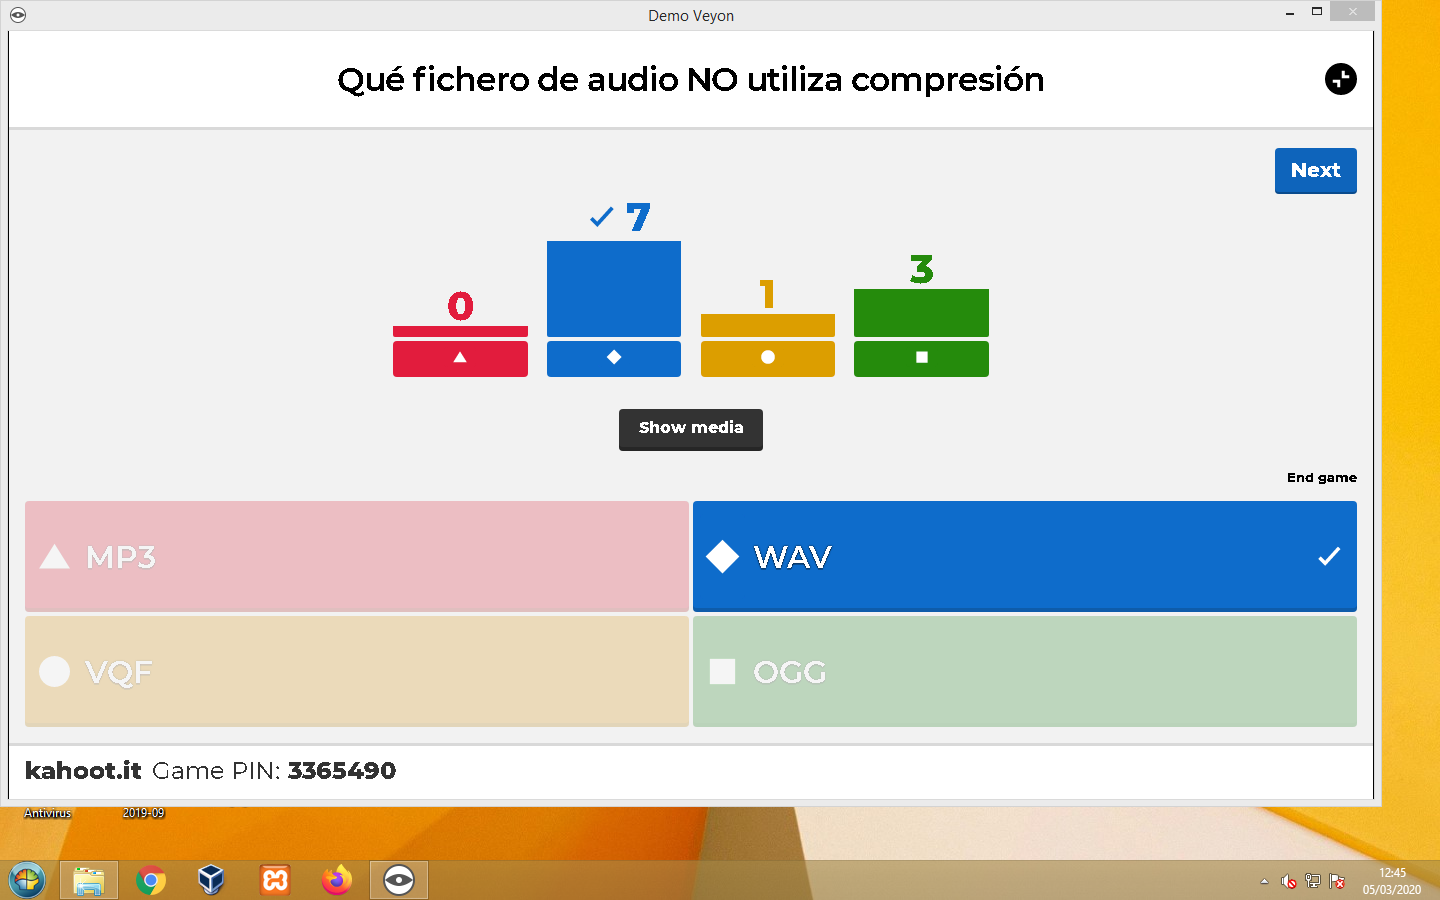 Demo Veyon
Qué fichero de audio NO utiliza compresión
Next
7
3
1
0
Show media
End game
MP3
WAV
VQF
OGG
kahoot.it Game PIN: 3365490
Antivirus
2019-09
12:45
05/03/2020